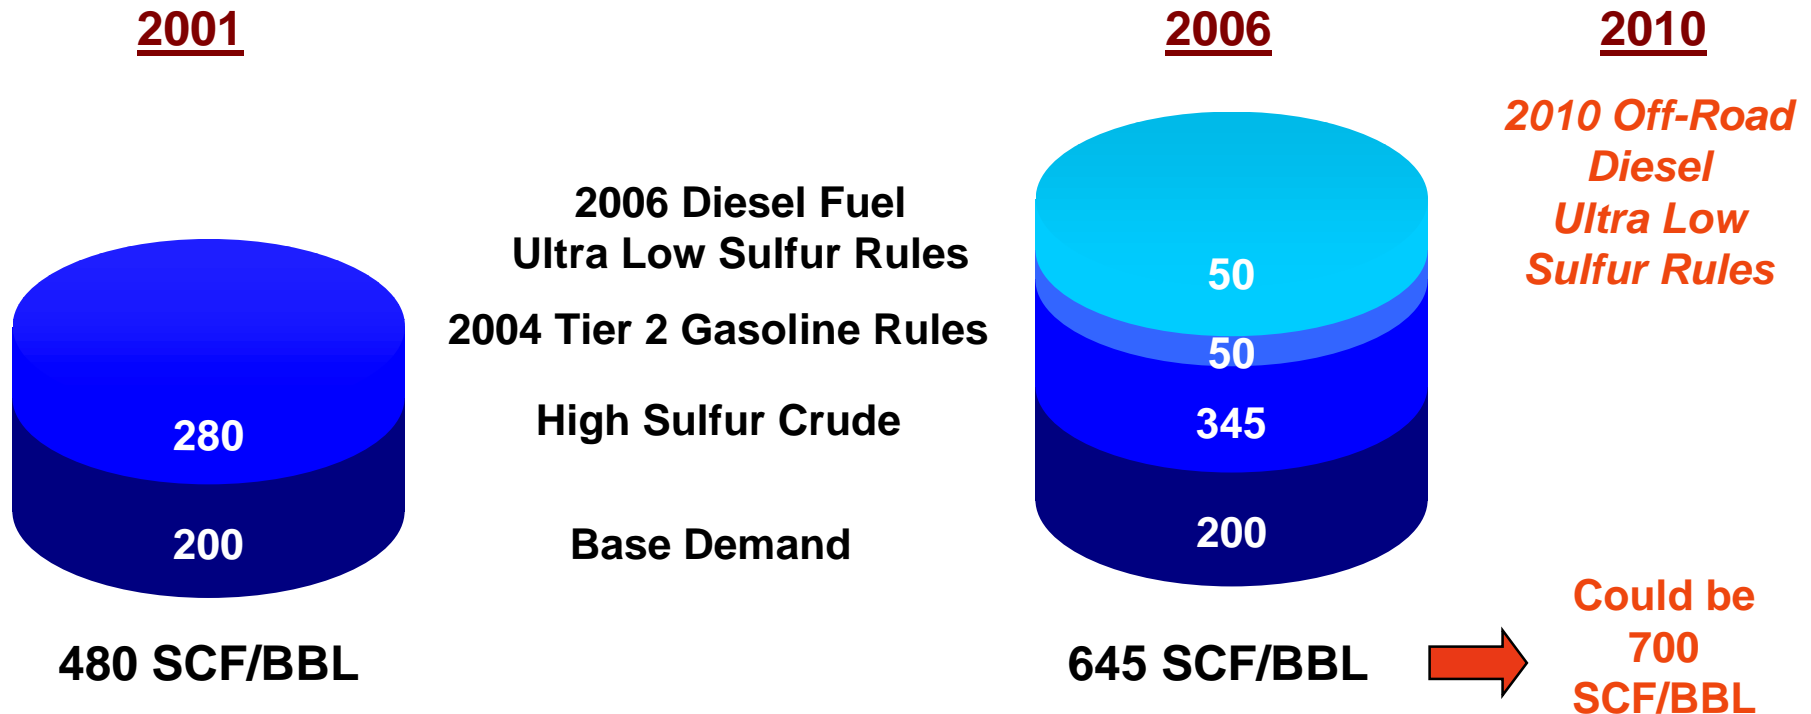 2001
2006
2010
280
200
480 SCF/BBL
2006 Diesel Fuel
Ultra Low Sulfur Rules
2004 Tier 2 Gasoline Rules
High Sulfur Crude
Base Demand
50
50
345
200
645 SCF/BBL
2010 Off-Road
Diesel
Ultra Low
Sulfur Rules
Could be
700
SCF/BBL